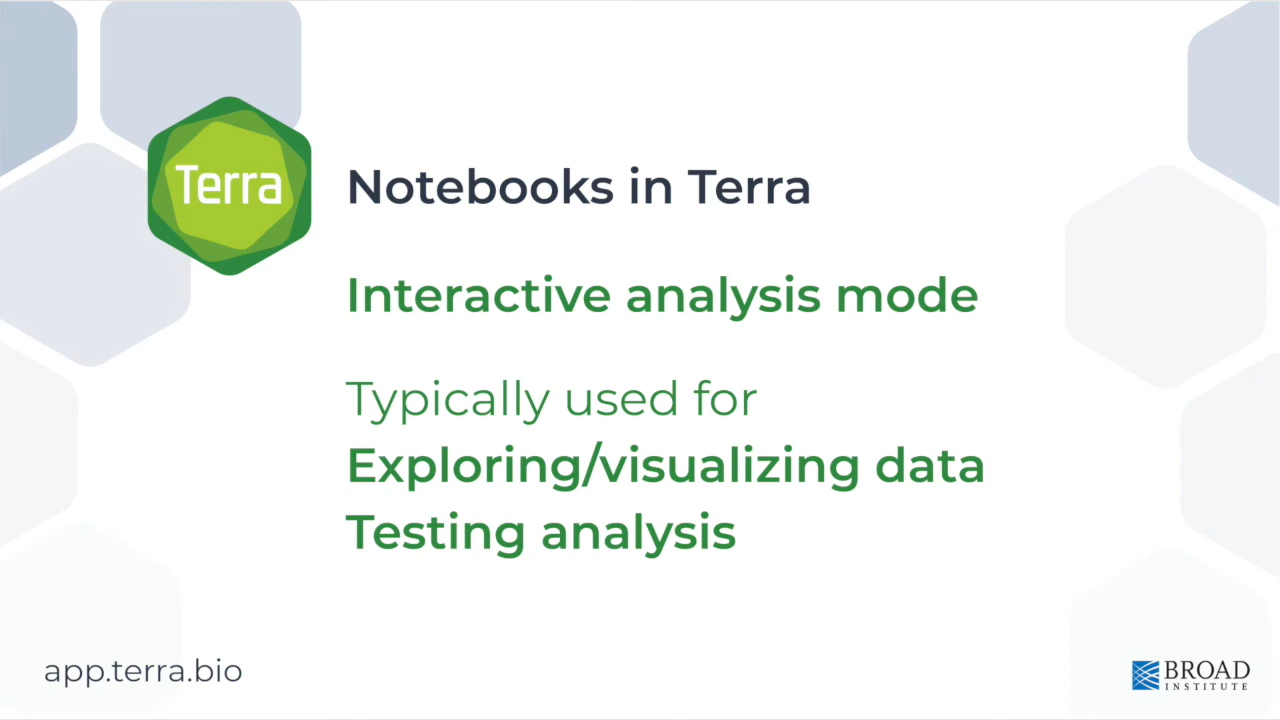 Terra
Notebooks in Terra
Interactive analysis mode
Typically used for
Exploring/visualizing data
Testing analysis
app.terra.bio
BROAD
INSTITUTE